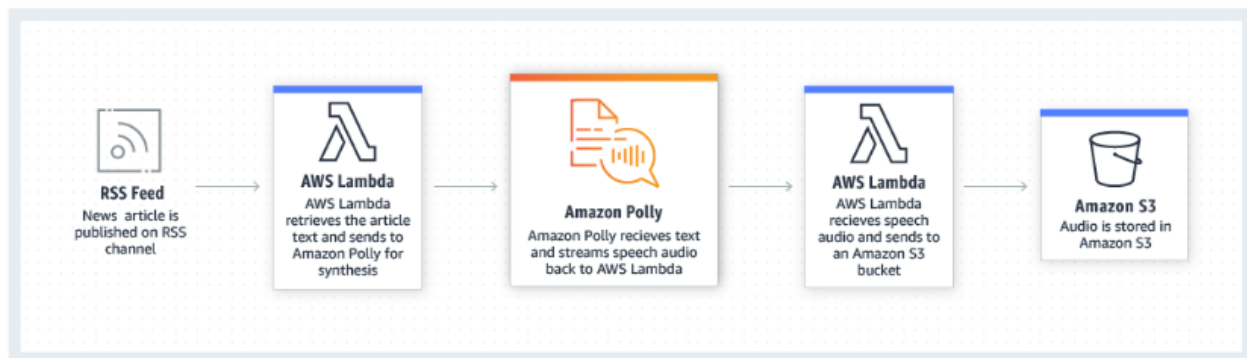 RSS Feed
News article is
published on RSS
channel
AWS Lambda
AWS Lambda
retrieves the article
text and sends to
Amazon Polly for
synthesis
Amazon Polly
Amazon Polly recieves text
and streams speech audio
back to AWS Lambda
AWS Lambda
AWS Lambda
recieves speech
audio and sends to
an Amazon S3
bucket
Amazon S3
Audio is stored in
Amazon S3